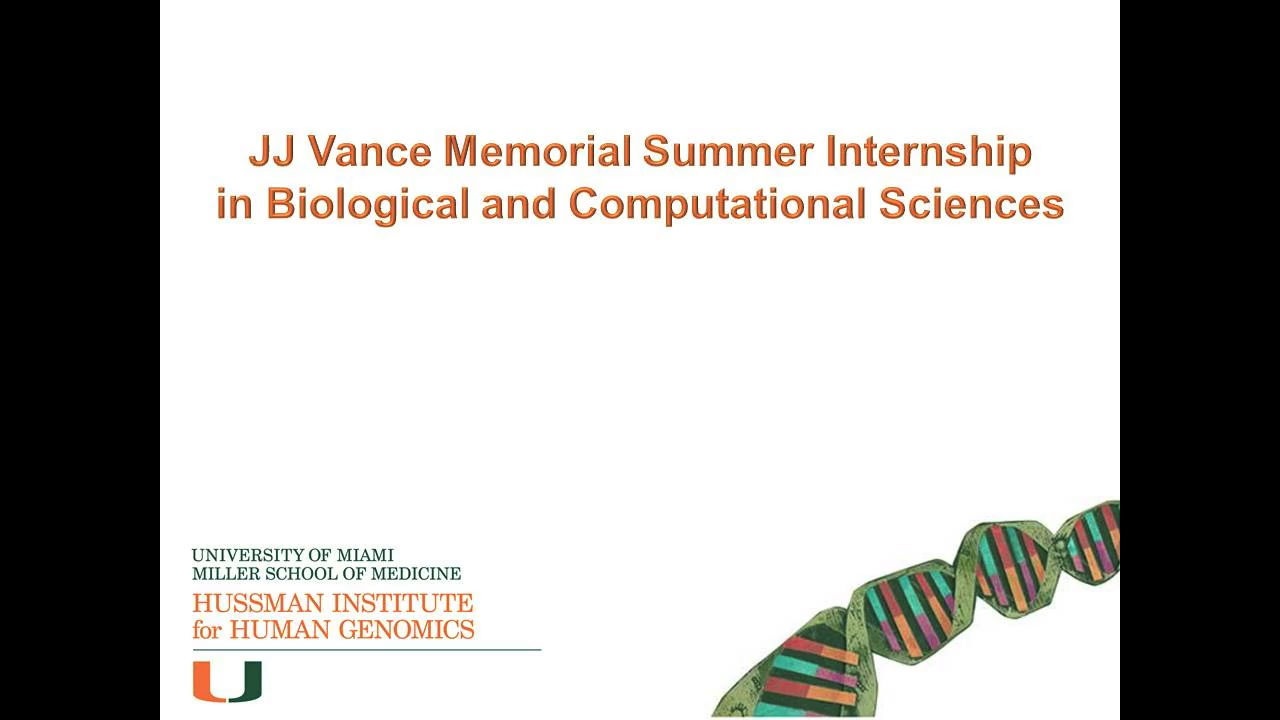 JJ Vance Memorial Summer Internship
in Biological and Computational Sciences
UNIVERSITY OF MIAMI
MILLER SCHOOL OF MEDICINE
HUSSMAN INSTITUTE
for HUMAN GENOMICS
U